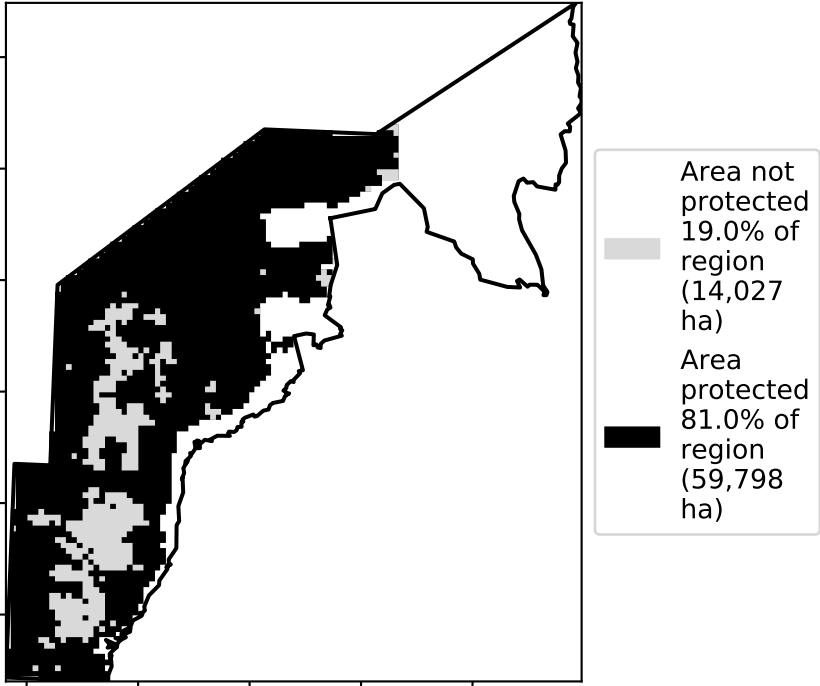 Area not
protected
19.0% of
region
(14,027
ha)
Area
protected
81.0% of
region
(59,798
ha)